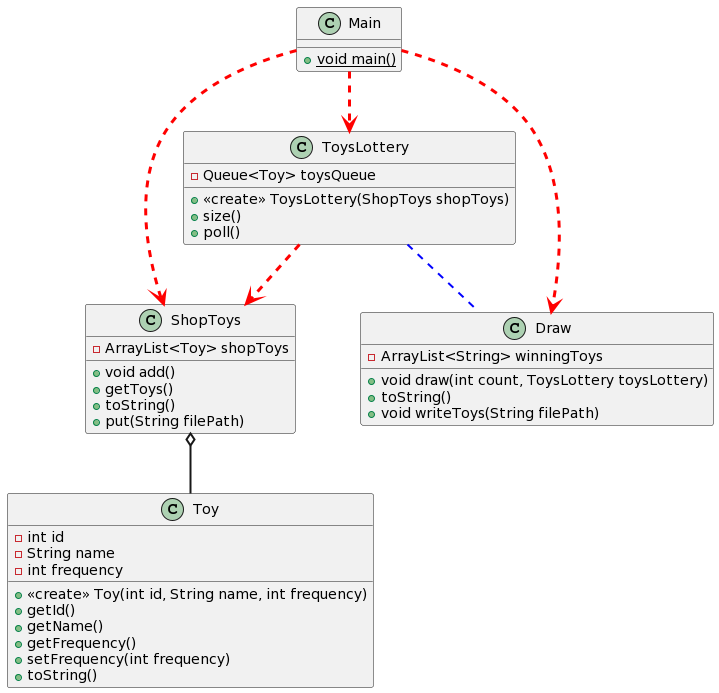 C Main
void main()
C ToysLottery
Queue<Toy> toysQueue
«create» ToysLottery(ShopToys shopToys)
size()
poll()
C ShopToys
ArrayList<Toy> shopToys
void add()
getToys()
toString()
put(String filePath)
C Draw
ArrayList<String> winningToys
void draw(int count, ToysLottery toysLottery)
toString()
void writeToys(String filePath)
C Toy
int id
String name
int frequency
«create» Toy(int id, String name, int frequency)
getId()
getName()
getFrequency()
setFrequency(int frequency)
toString()